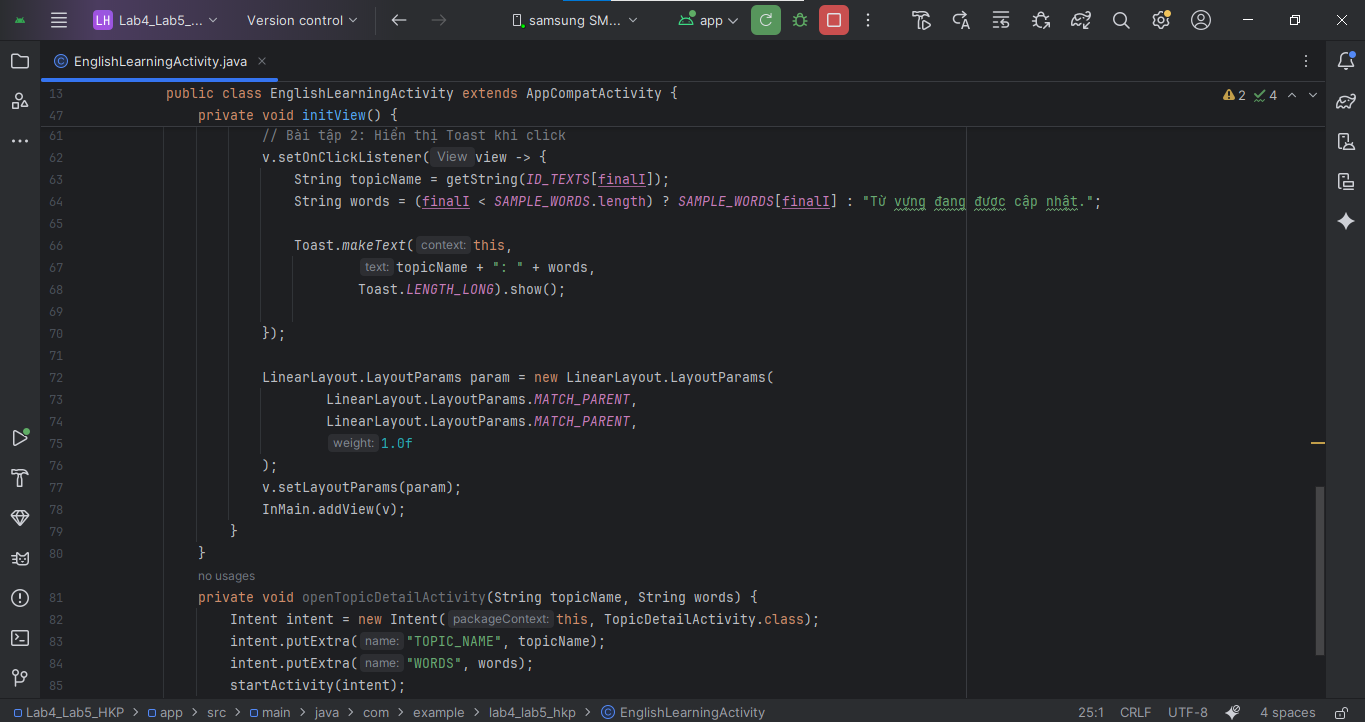 LH Lab4_Lab5_... Version control samsung SM... app
EnglishLearningActivity.java
13 public class EnglishLearningActivity extends AppCompatActivity { 2 4
47 private void initView() {
61 // Bài tập 2: Hiển thị Toast khi click
62 v.setOnClickListener( View view -> {
63 String topicName = getString(ID_TEXTS[finalI]);
64 String words = (finalI < SAMPLE_WORDS.length) ? SAMPLE_WORDS[finalI] : "Từ vựng đang được cập nhật.";
65
66 Toast.makeText( context: this,
67 text: topicName + ": " + words,
68 Toast.LENGTH_LONG).show();
69
70 });
71
72 LinearLayout.LayoutParams param = new LinearLayout.LayoutParams(
73 LinearLayout.LayoutParams.MATCH_PARENT,
74 LinearLayout.LayoutParams.MATCH_PARENT,
75 weight: 1.0f
76 );
77 v.setLayoutParams(param);
78 InMain.addView(v);
79 }
80 }
no usages
81 private void openTopicDetailActivity(String topicName, String words) {
82 Intent intent = new Intent( packageContext: this, TopicDetailActivity.class);
83 intent.putExtra( name: "TOPIC_NAME", topicName);
84 intent.putExtra( name: "WORDS", words);
85 startActivity(intent);
Lab4_Lab5_HKP > app > src > main > java > com > example > lab4_lab5_hkp > EnglishLearningActivity 25:1 CRLF UTF-8 4 spaces